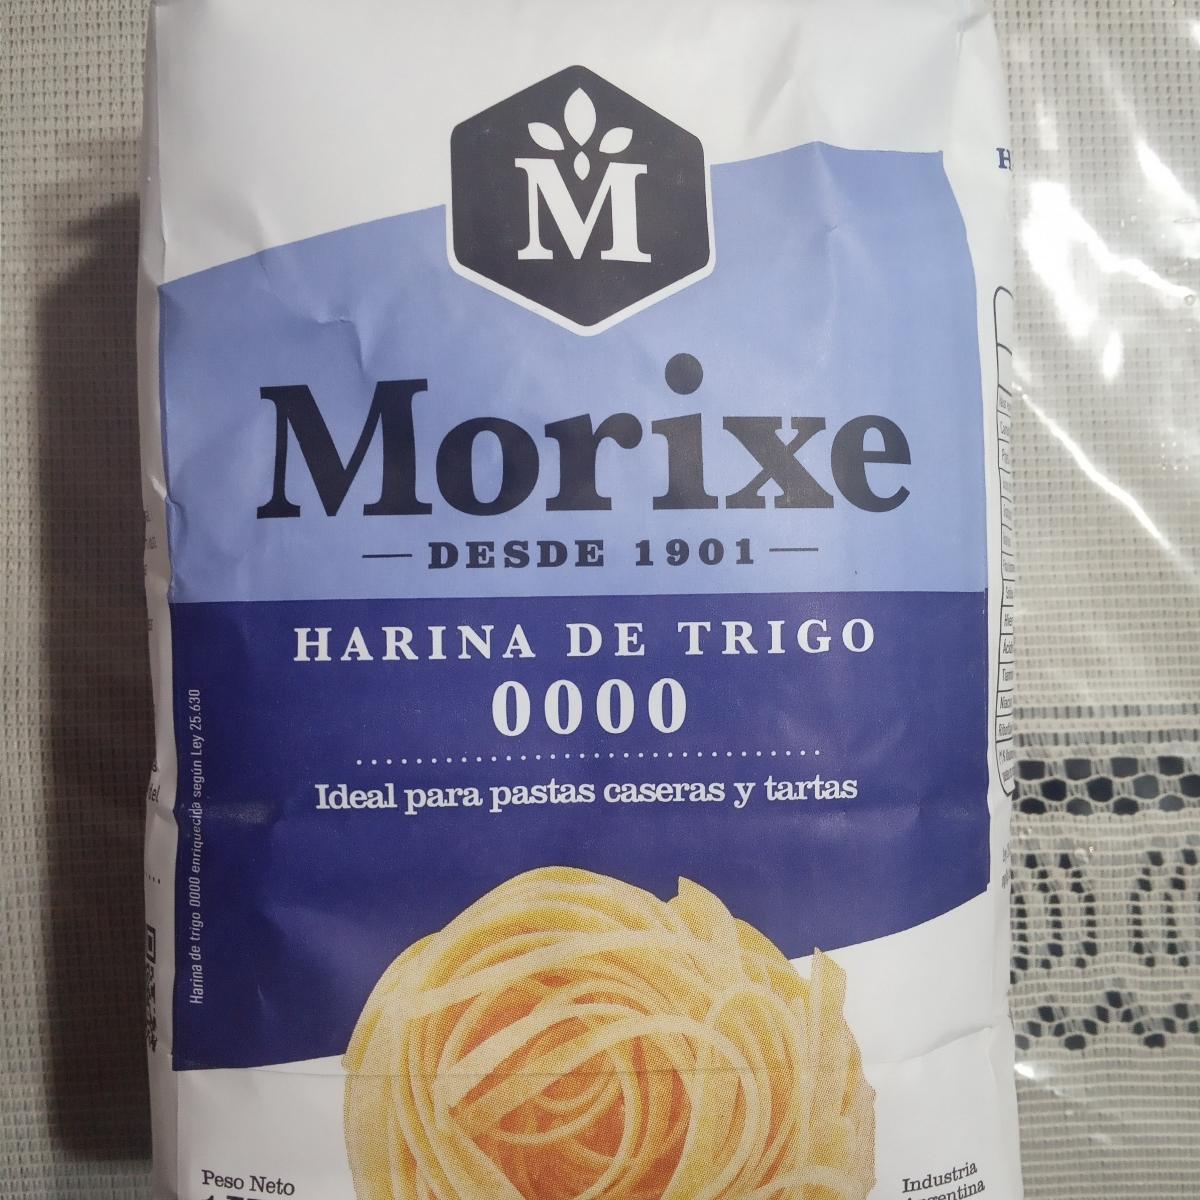 M
Morixe
DESDE 1901
HARINA DE TRIGO
0000
Ideal para pastas caseras y tartas
Harina de trigo 0000 enriquecida según Ley 25.630
Peso Neto
Industria